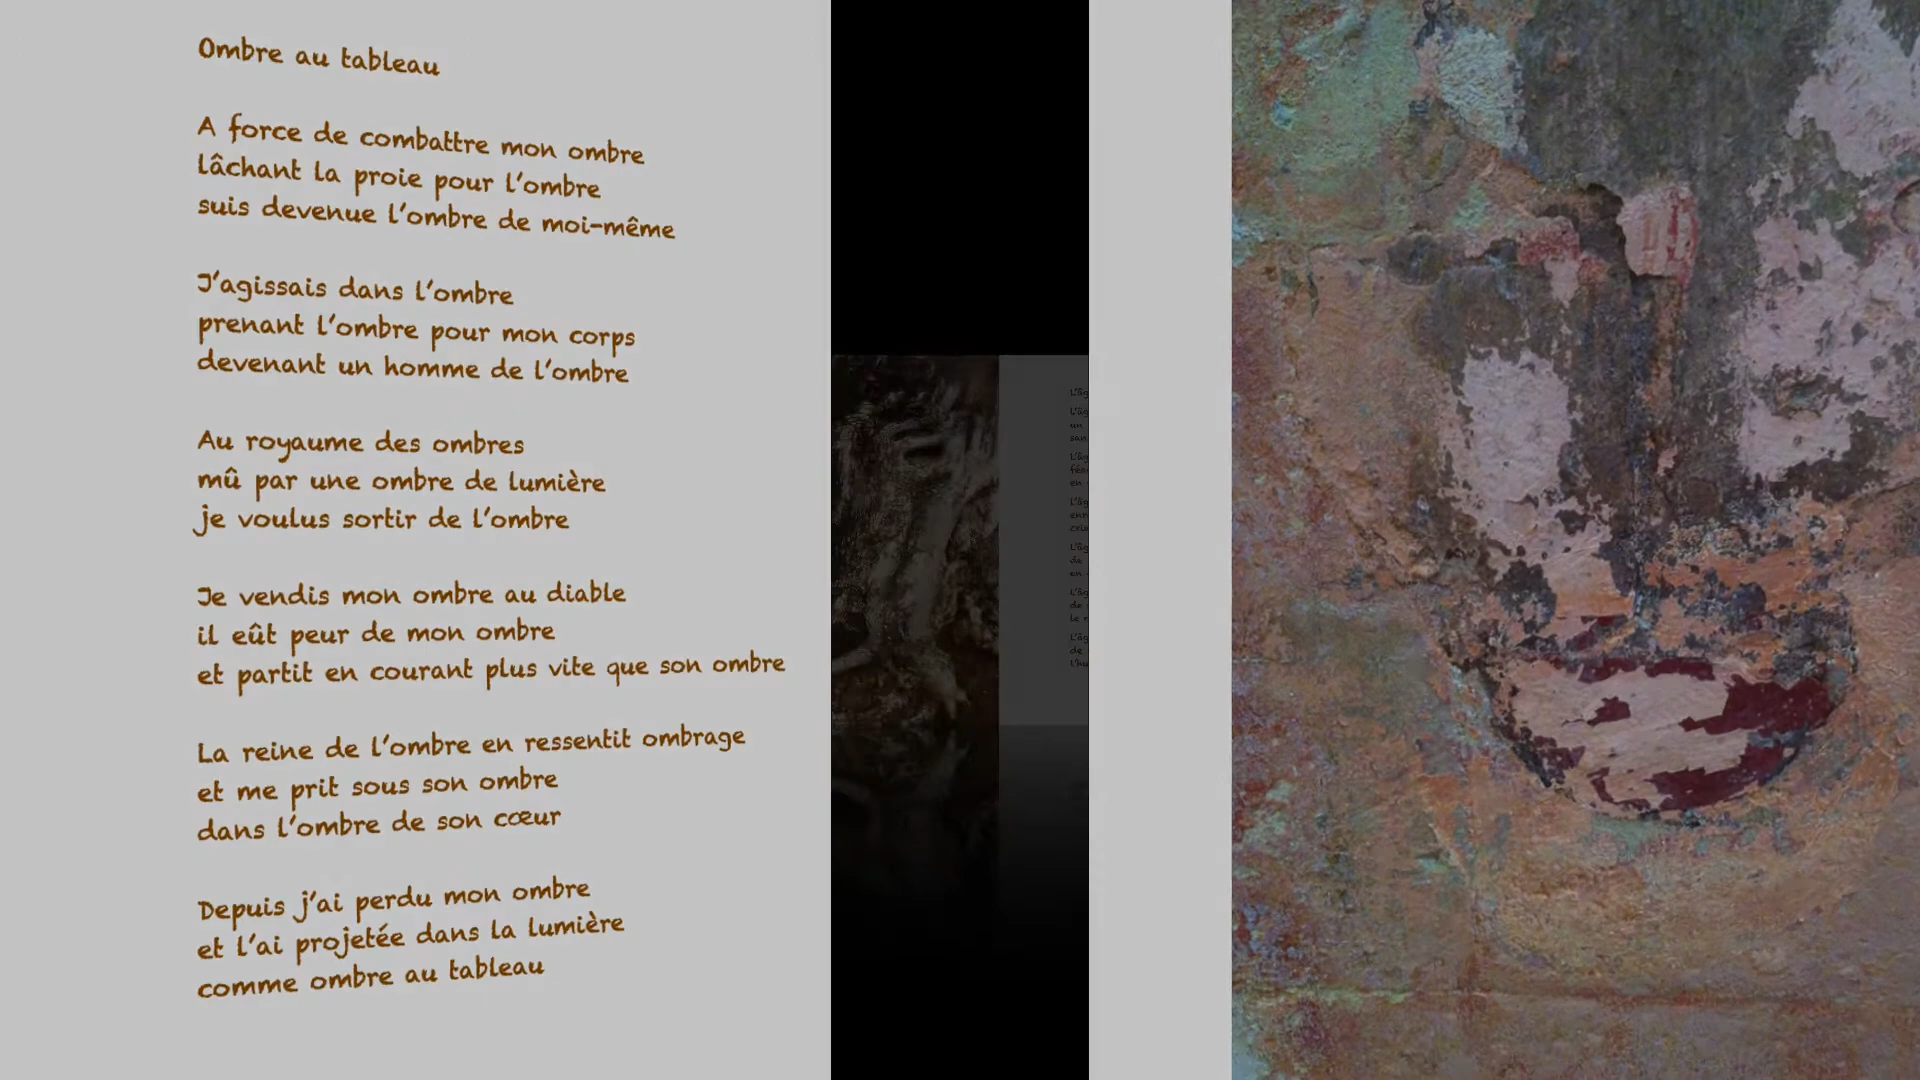 Ombre au tableau
A force de combattre mon ombre
lâchant la proie pour l'ombre
suis devenue l'ombre de moi-même
J'agissais dans l'ombre
prenant l'ombre pour mon corps
devenant un homme de l'ombre
Au royaume des ombres
mû par une ombre de lumière
je voulus sortir de l'ombre
Je vendis mon ombre au diable
il eût peur de mon ombre
et partit en courant plus vite que son ombre
La reine de l'ombre en ressentit ombrage
et me prit sous son ombre
dans l'ombre de son cœur
Depuis j'ai perdu mon ombre
et l'ai projetée dans la lumière
comme ombre au tableau